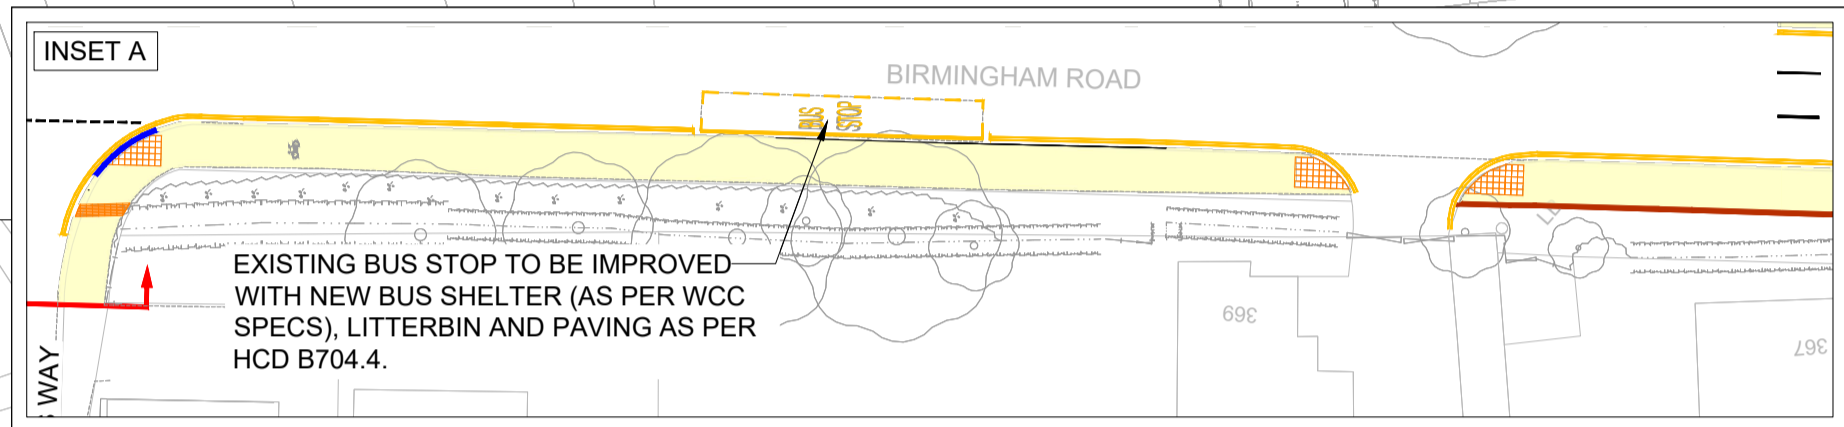 INSET A
BIRMINGHAM ROAD
BUS
STOP
EXISTING BUS STOP TO BE IMPROVED
WITH NEW BUS SHELTER (AS PER WCC
SPECS), LITTERBIN AND PAVING AS PER
HCD B704.4.
369
367
WAY